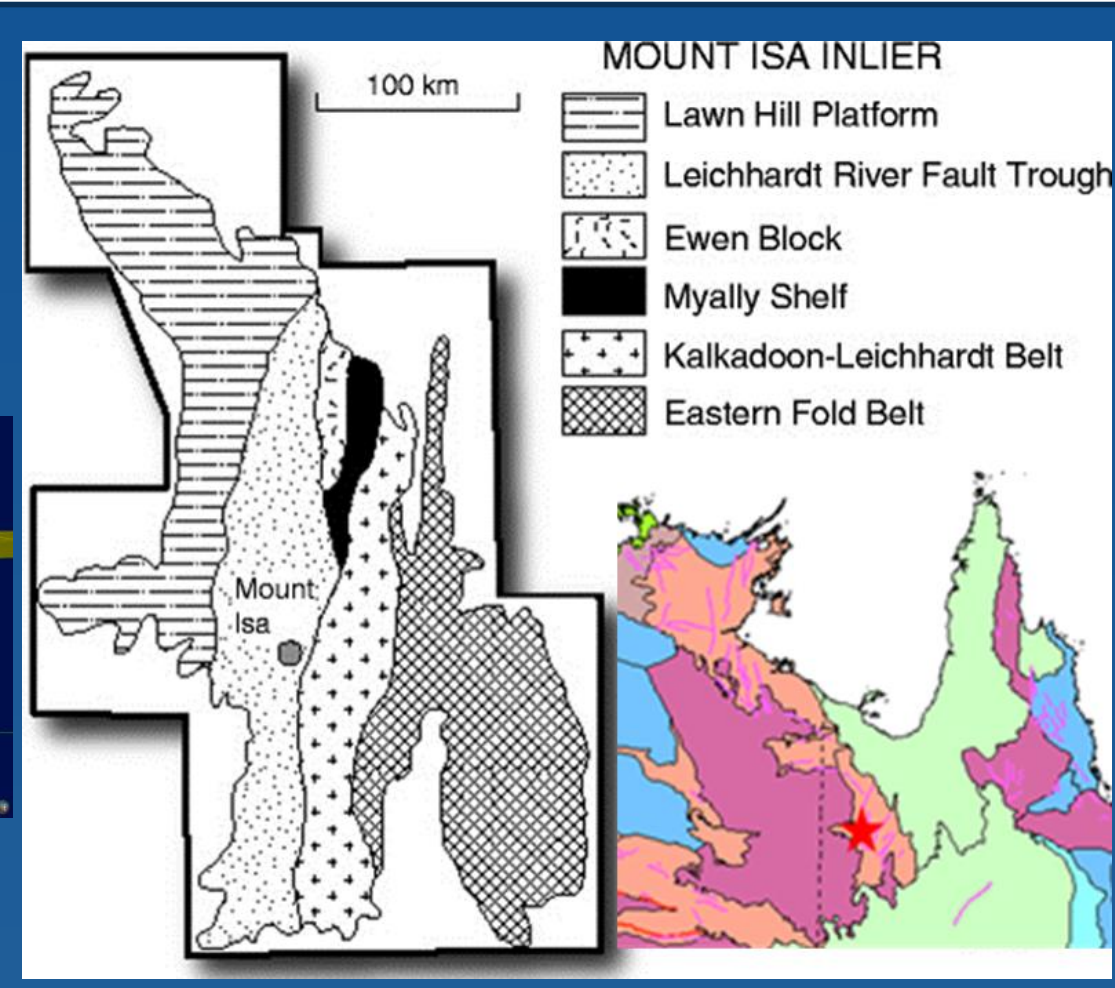 MOUNT ISA INLIER
100 km
Lawn Hill Platform
Leichhardt River Fault Trough
Ewen Block
Myally Shelf
Kalkadoon-Leichhardt Belt
Eastern Fold Belt
Mount
Isa